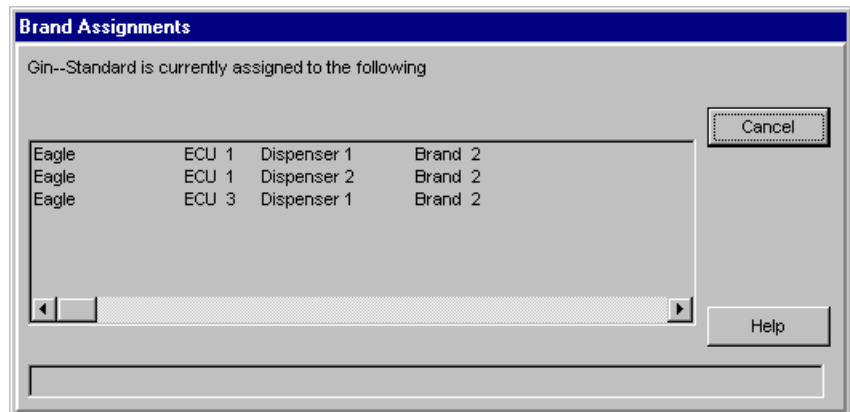 Brand Assignments
Gin--Standard is currently assigned to the following
Cancel
Eagle ECU 1 Dispenser 1 Brand 2
Eagle ECU 1 Dispenser 2 Brand 2
Eagle ECU 3 Dispenser 1 Brand 2
Help